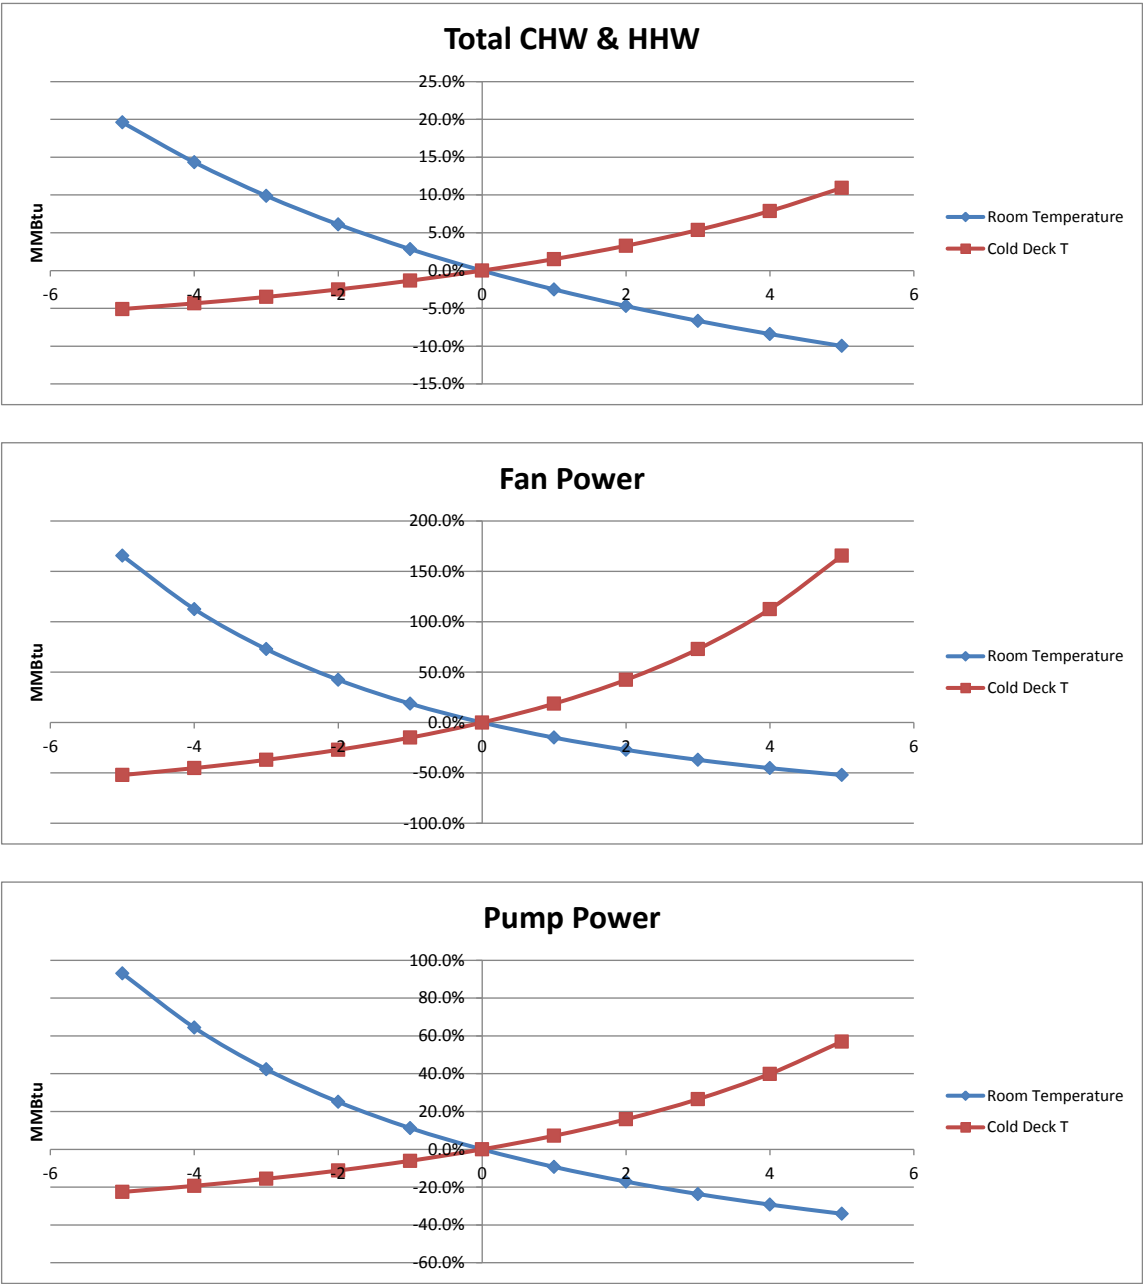 Total CHW & HHW
MMBtu
25.0%
20.0%
15.0%
10.0%
5.0%
0.0%
-5.0%
-10.0%
-15.0%
-6 -4 -2 0 2 4 6
Room Temperature
Cold Deck T
Fan Power
MMBtu
200.0%
150.0%
100.0%
50.0%
0.0%
-50.0%
-100.0%
-6 -4 -2 0 2 4 6
Room Temperature
Cold Deck T
Pump Power
MMBtu
100.0%
80.0%
60.0%
40.0%
20.0%
0.0%
-20.0%
-40.0%
-60.0%
-6 -4 -2 0 2 4 6
Room Temperature
Cold Deck T